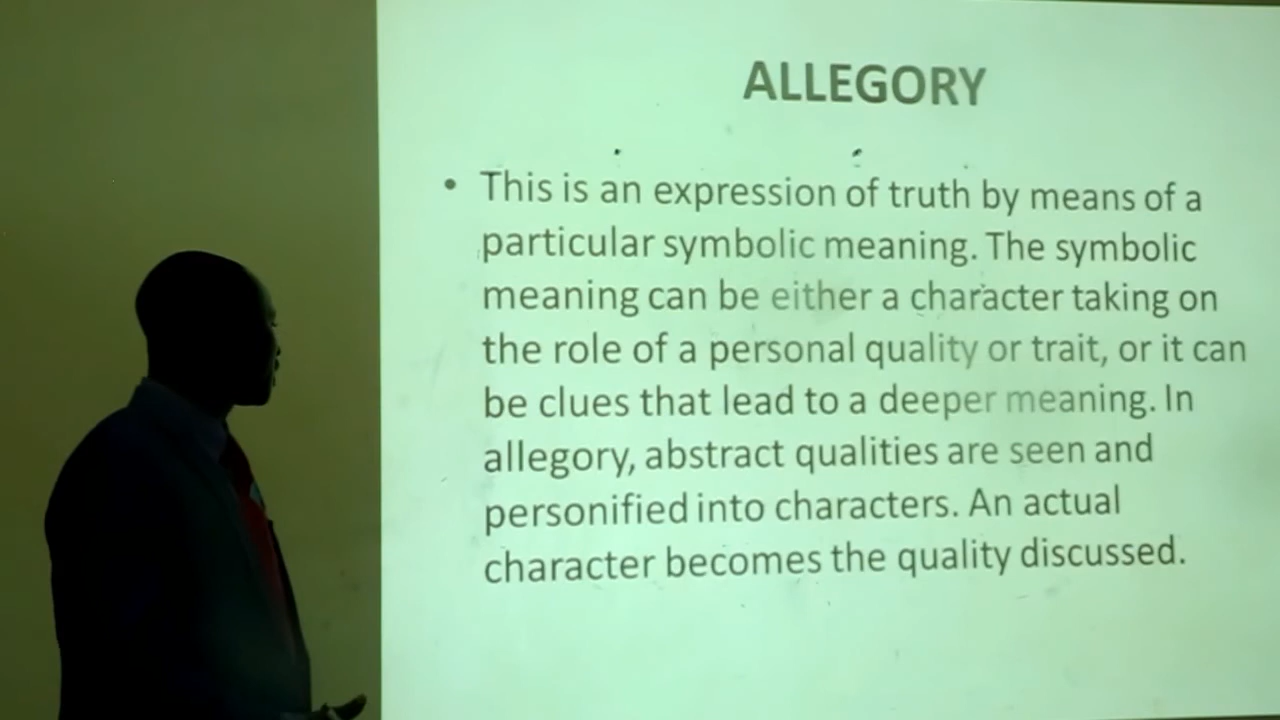 ALLEGORY
• This is an expression of truth by means of a
particular symbolic meaning. The symbolic
meaning can be either a character taking on
the role of a personal quality or trait, or it can
be clues that lead to a deeper meaning. In
allegory, abstract qualities are seen and
personified into characters. An actual
character becomes the quality discussed.